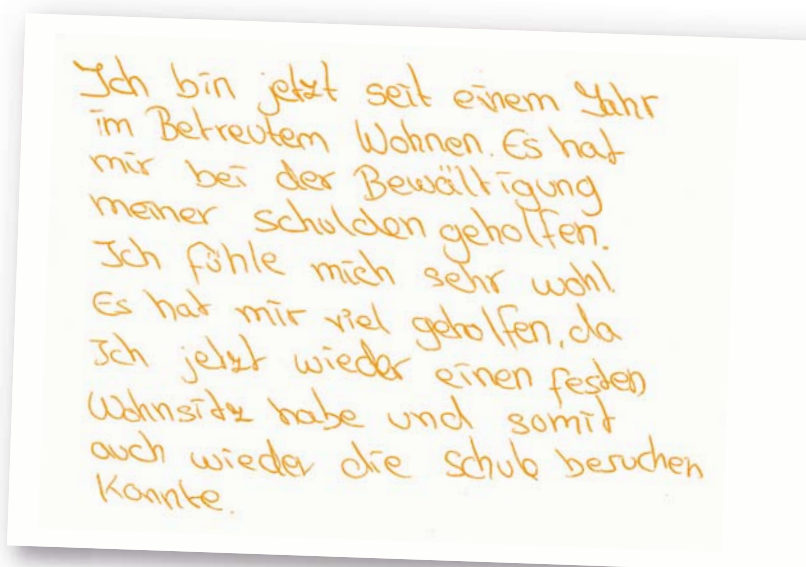 Ich bin jetzt seit einem Jahr
im Betreutem Wohnen. Es hat
mir bei der Bewältigung
meiner schulden geholfen.
Ich fühle mich sehr wohl.
Es hat mir viel geholfen, da
Ich jetzt wieder einen festen
Wohnsitz habe und somit
auch wieder die Schule besuchen
Konnte.